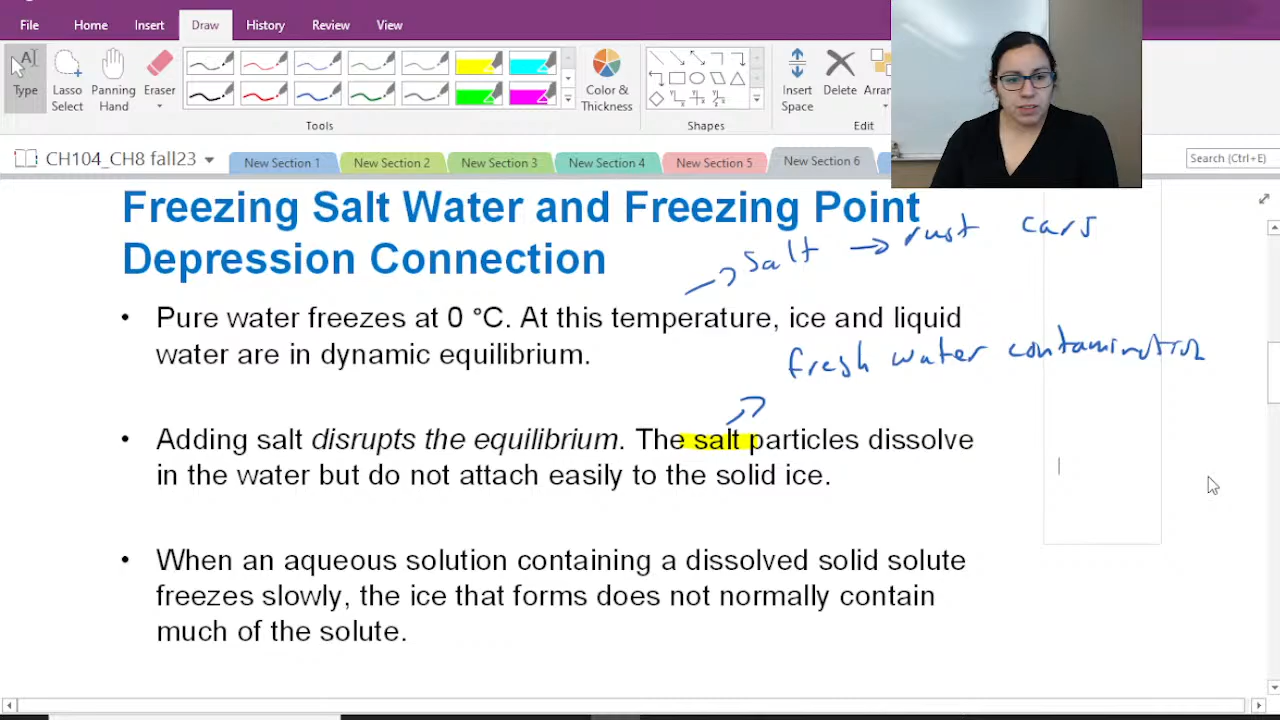 File Home Insert Draw History Review View
Type Lasso Select Panning Hand Eraser Color & Thickness Insert Space Delete
Tools Shapes Edit
CH104_CH8 fall23 New Section 1 New Section 2 New Section 3 New Section 4 New Section 5 New Section 6 Search (Ctrl+E)
Freezing Salt Water and Freezing Point
Depression Connection
salt → rust cars
• Pure water freezes at 0 °C. At this temperature, ice and liquid
water are in dynamic equilibrium.
fresh water contamination
• Adding salt disrupts the equilibrium. The salt particles dissolve
in the water but do not attach easily to the solid ice.
• When an aqueous solution containing a dissolved solid solute
freezes slowly, the ice that forms does not normally contain
much of the solute.